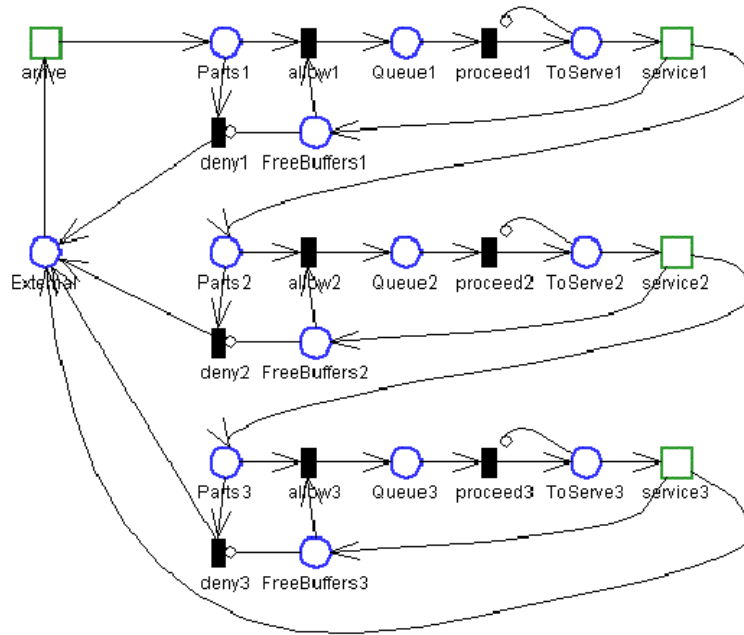 arrive Parts1 allow1 Queue1 proceed1 ToServe1 service1
deny1 FreeBuffers1
External Parts2 allow2 Queue2 proceed2 ToServe2 service2
deny2 FreeBuffers2
Parts3 allow3 Queue3 proceed3 ToServe3 service3
deny3 FreeBuffers3